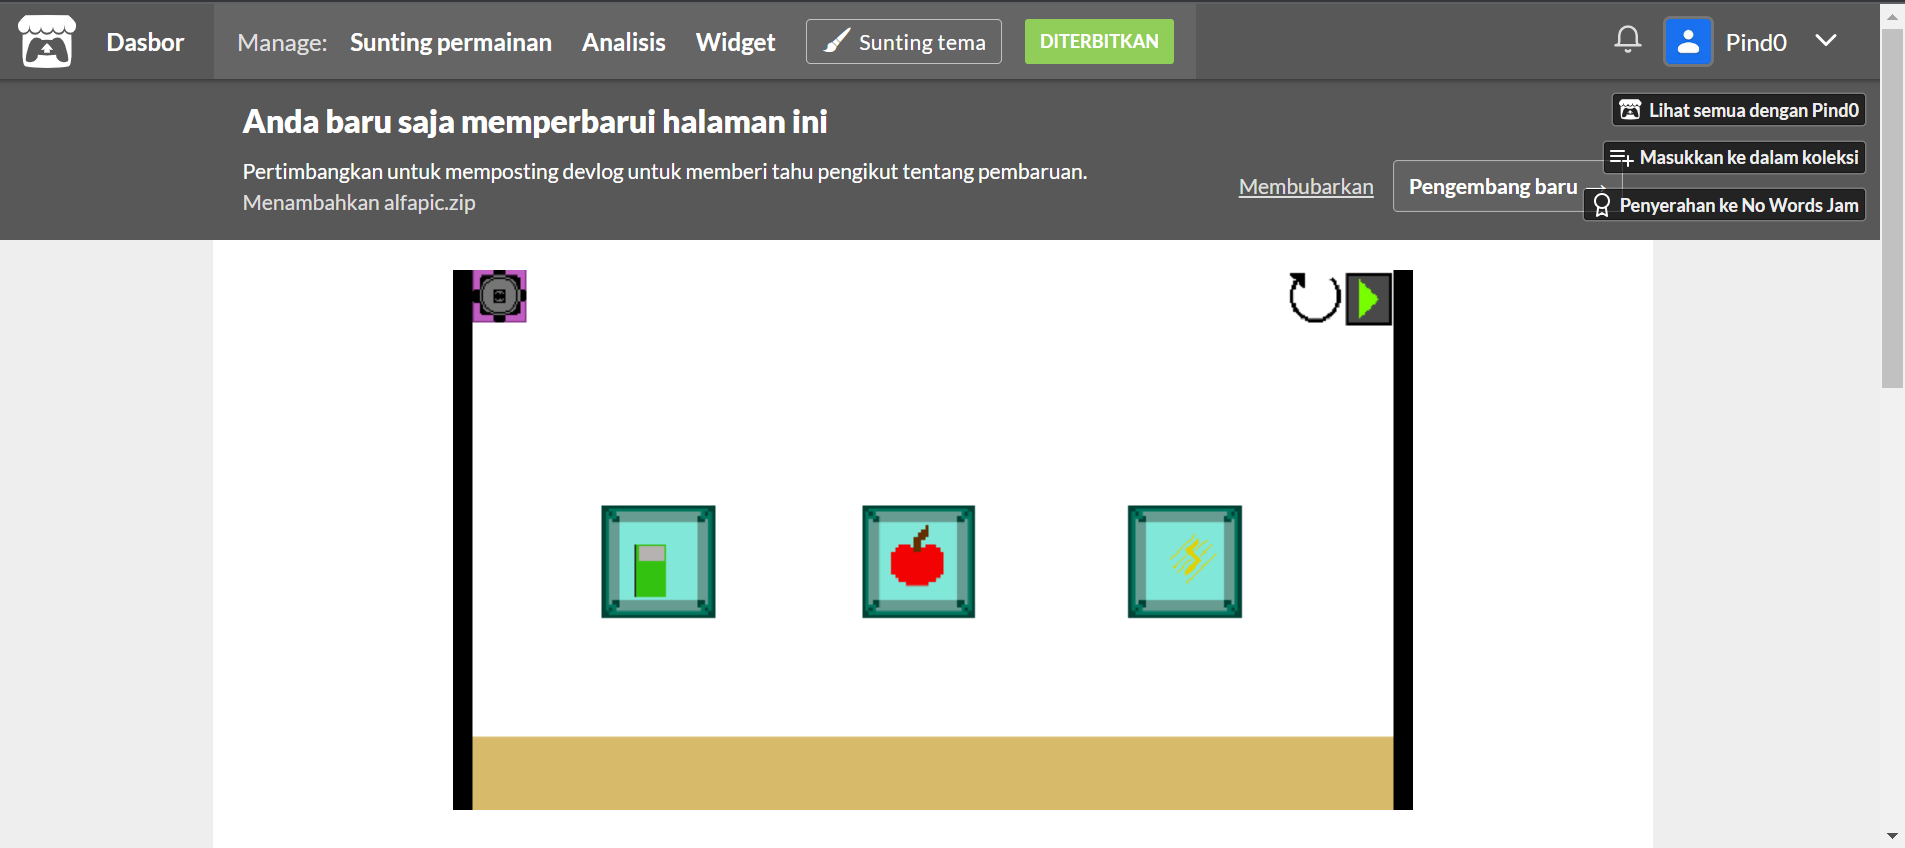 Dasbor
Manage: Sunting permainan Analisis Widget Sunting tema DITERBITKAN Pind0
Anda baru saja memperbarui halaman ini
Pertimbangkan untuk memposting devlog untuk memberi tahu pengikut tentang pembaruan.
Menambahkan alfapic.zip
Membubarkan
Pengembang baru →
Lihat semua dengan Pind0
Masukkan ke dalam koleksi
Penyerahan ke No Words Jam